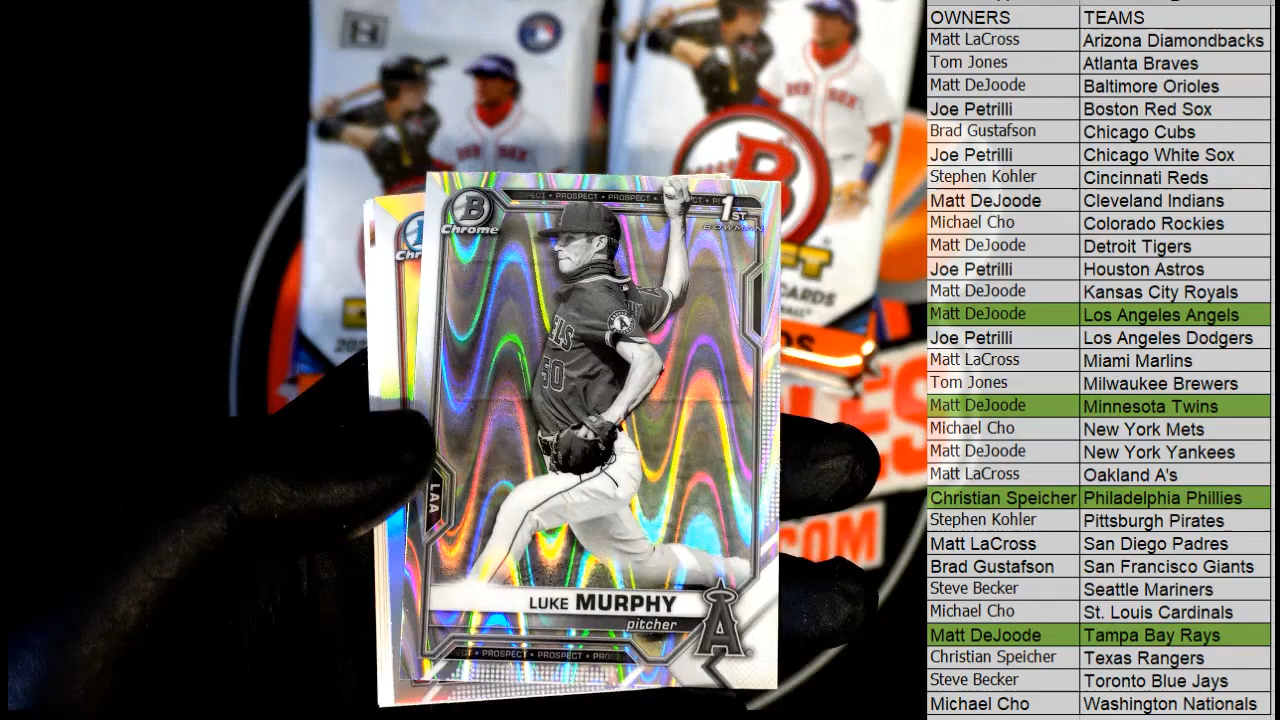 H
B
Chrome
PROSPECT • PROSPECT • PROSPECT
1ST
BOWMAN
B
CARDS
LAA
50
A
LUKE MURPHY
pitcher
PROSPECT
.COM
OWNERS TEAMS
Matt LaCross Arizona Diamondbacks
Tom Jones Atlanta Braves
Matt DeJoode Baltimore Orioles
Joe Petrilli Boston Red Sox
Brad Gustafson Chicago Cubs
Joe Petrilli Chicago White Sox
Stephen Kohler Cincinnati Reds
Matt DeJoode Cleveland Indians
Michael Cho Colorado Rockies
Matt DeJoode Detroit Tigers
Joe Petrilli Houston Astros
Matt DeJoode Kansas City Royals
Matt DeJoode Los Angeles Angels
Joe Petrilli Los Angeles Dodgers
Matt LaCross Miami Marlins
Tom Jones Milwaukee Brewers
Matt DeJoode Minnesota Twins
Michael Cho New York Mets
Matt DeJoode New York Yankees
Matt LaCross Oakland A's
Christian Speicher Philadelphia Phillies
Stephen Kohler Pittsburgh Pirates
Matt LaCross San Diego Padres
Brad Gustafson San Francisco Giants
Steve Becker Seattle Mariners
Michael Cho St. Louis Cardinals
Matt DeJoode Tampa Bay Rays
Christian Speicher Texas Rangers
Steve Becker Toronto Blue Jays
Michael Cho Washington Nationals